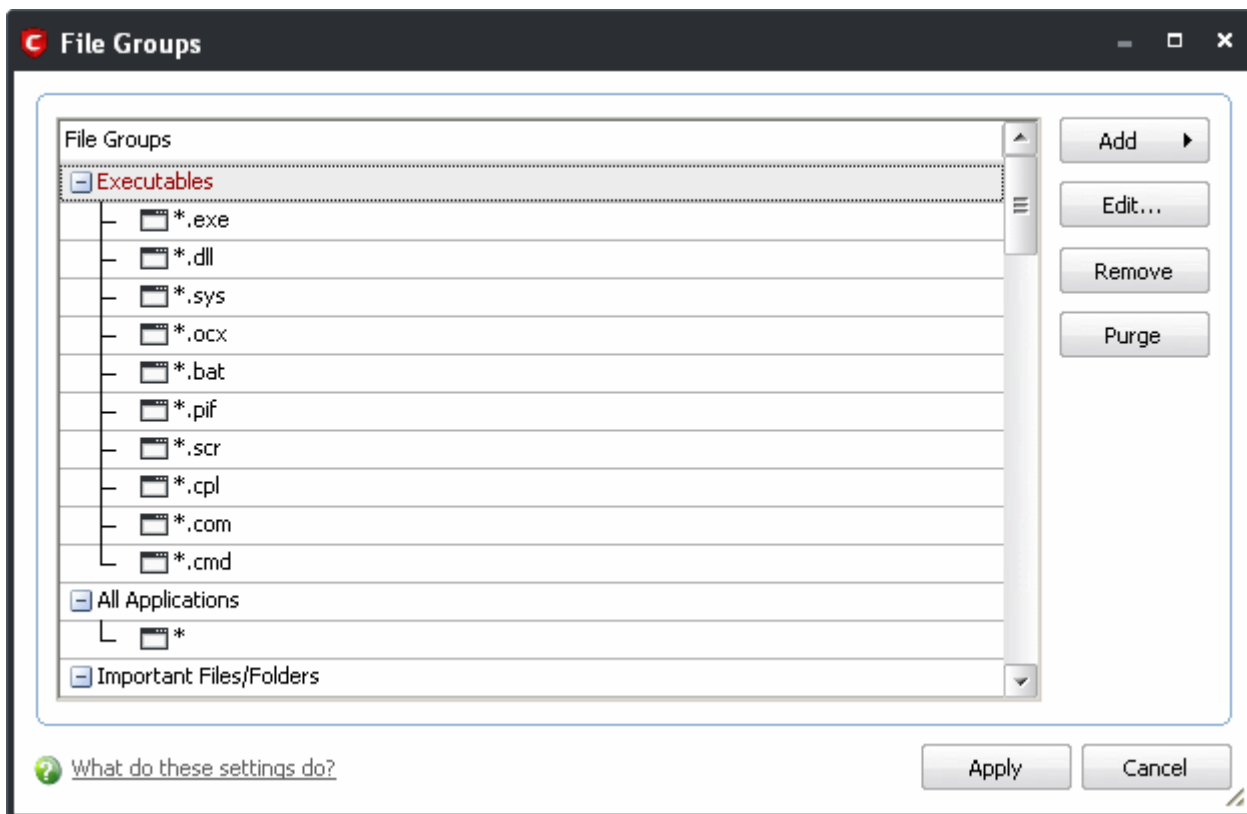 File Groups
File Groups
Add
Executables
*.exe
Edit...
*.dll
Remove
*.sys
*.ocx
Purge
*.bat
*.pif
*.scr
*.cpl
*.com
*.cmd
All Applications
*
Important Files/Folders
What do these settings do?
Apply
Cancel